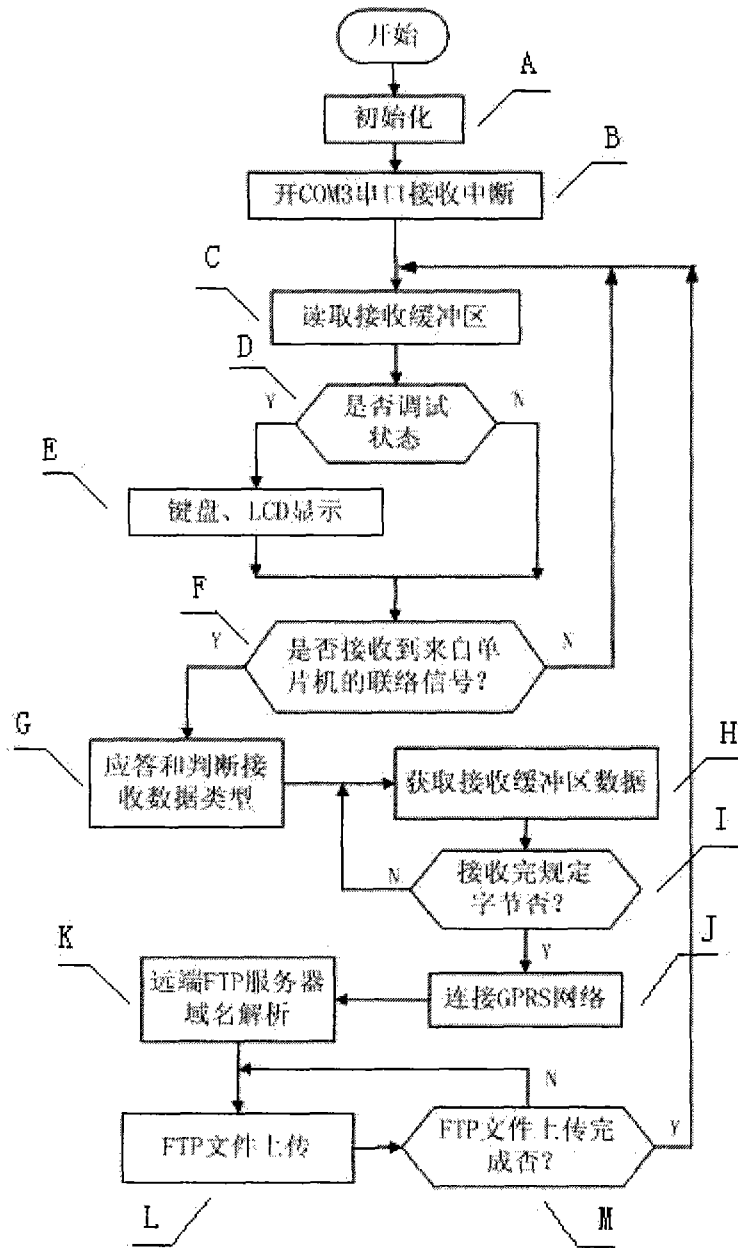 开始
A
初始化
B
开COM3串口接收中断
C
读取接收缓冲区
D
Y
是否调试
状态
N
E
键盘、LCD显示
F
Y
是否接收到来自单
片机的联络信号?
N
G
应答和判断接
收数据类型
H
获取接收缓冲区数据
I
N
接收完规定
字节否?
Y
J
连接GPRS网络
K
远端FTP服务器
域名解析
N
FTP文件上传
L
FTP文件上传完
成否?
Y
M